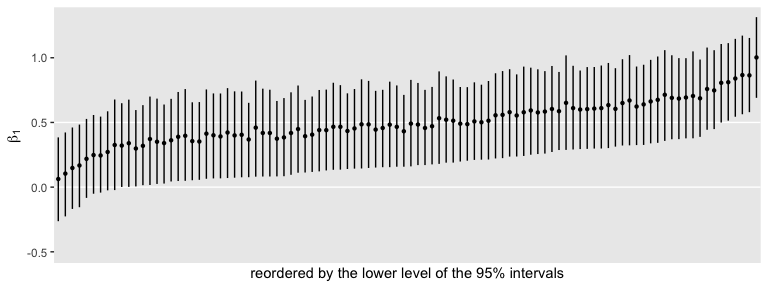 1.0
0.5
β1
0.0
-0.5
reordered by the lower level of the 95% intervals